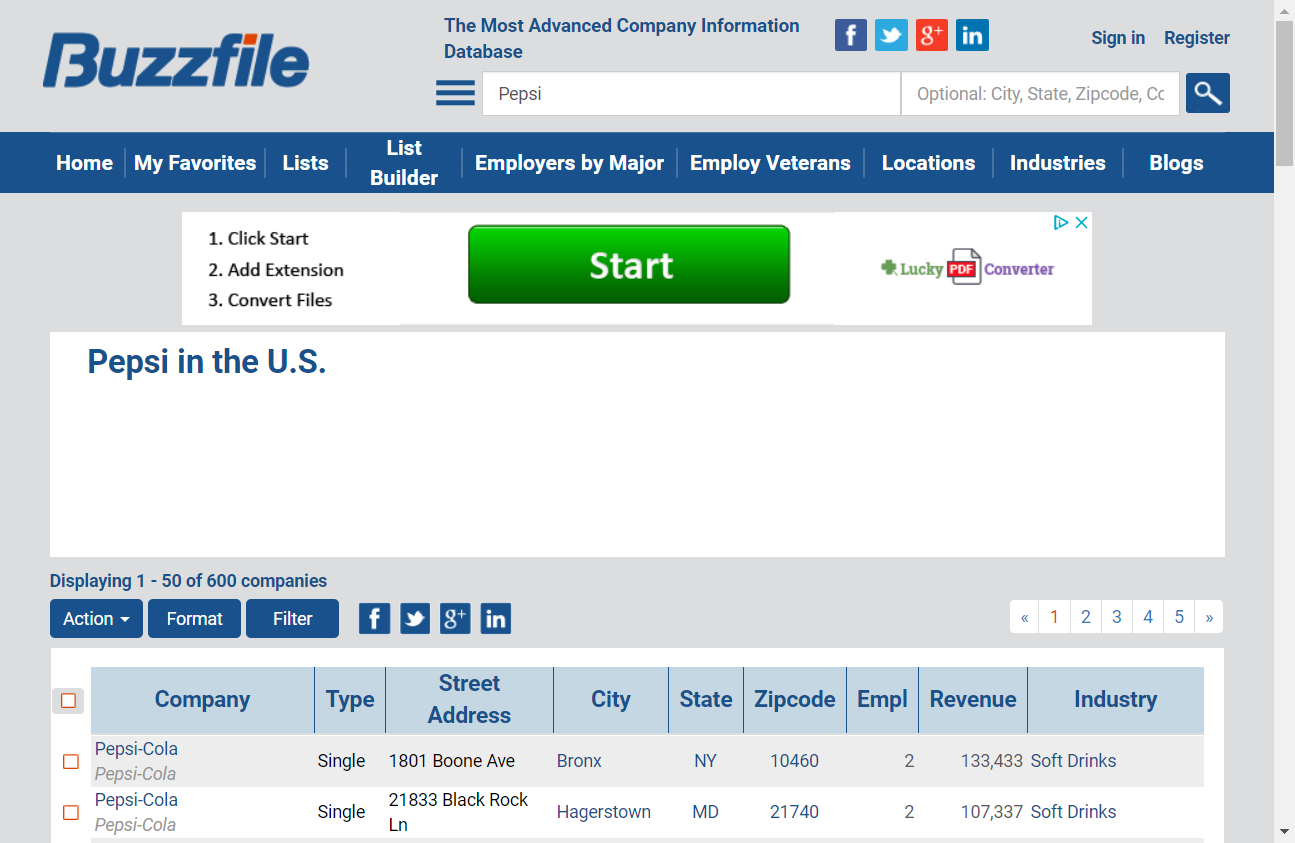 Buzzfile
The Most Advanced Company Information
Database
Sign in Register
Pepsi
Optional: City, State, Zipcode, Co
Home My Favorites Lists List Builder Employers by Major Employ Veterans Locations Industries Blogs
1. Click Start
2. Add Extension
3. Convert Files
Start
Lucky PDF Converter
Pepsi in the U.S.
Displaying 1 - 50 of 600 companies
Action Format Filter
« 1 2 3 4 5 »
Company Type Street Address City State Zipcode Empl Revenue Industry
Pepsi-Cola
Pepsi-Cola
Single 1801 Boone Ave Bronx NY 10460 2 133,433 Soft Drinks
Pepsi-Cola
Pepsi-Cola
Single 21833 Black Rock Ln Hagerstown MD 21740 2 107,337 Soft Drinks